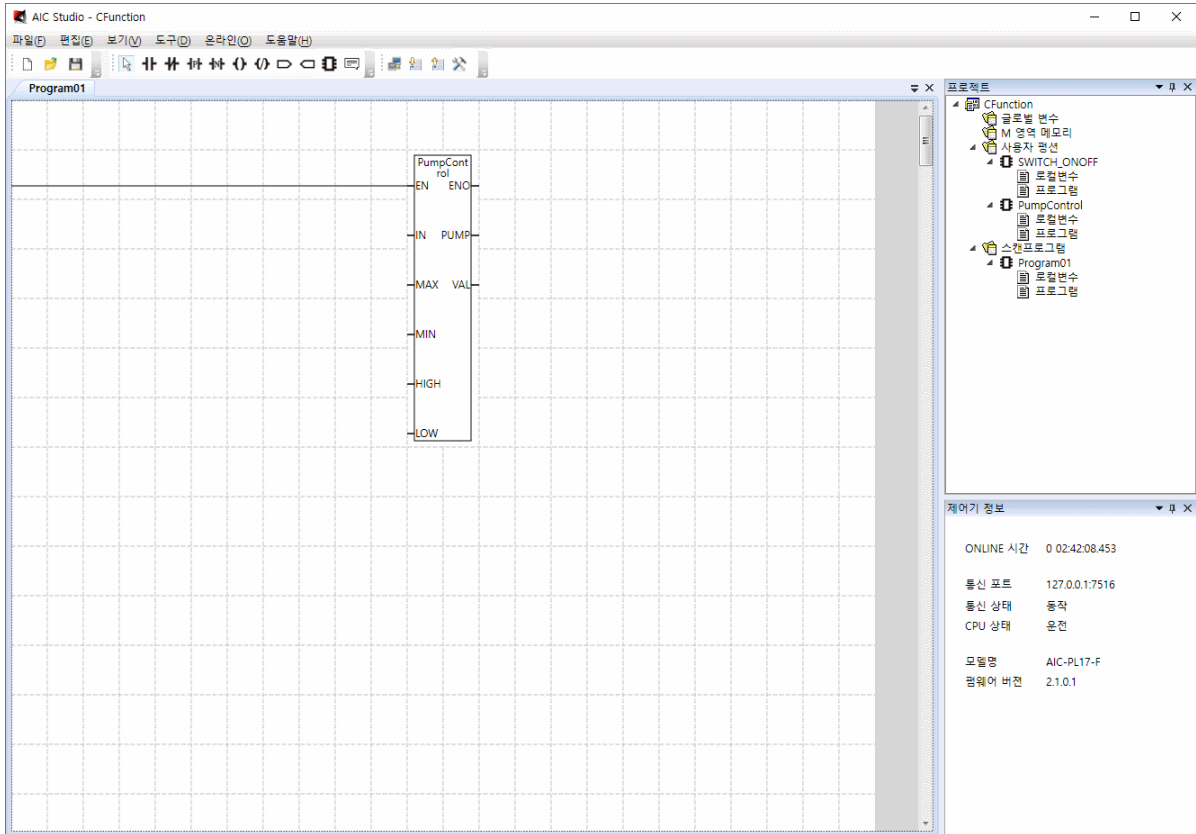 AIC Studio - CFunction
파일(F) 편집(E) 보기(V) 도구(D) 온라인(O) 도움말(H)
Program01
PumpCont
rol
EN ENO
IN PUMP
MAX VAL
MIN
HIGH
LOW
프로젝트
CFunction
글로벌 변수
M 영역 메모리
사용자 펑션
SWITCH_ONOFF
로컬변수
프로그램
PumpControl
로컬변수
프로그램
스캔프로그램
Program01
로컬변수
프로그램
제어기 정보
ONLINE 시간 0 02:42:08.453
통신 포트 127.0.0.1:7516
통신 상태 동작
CPU 상태 운전
모델명 AIC-PL17-F
펌웨어 버젼 2.1.0.1